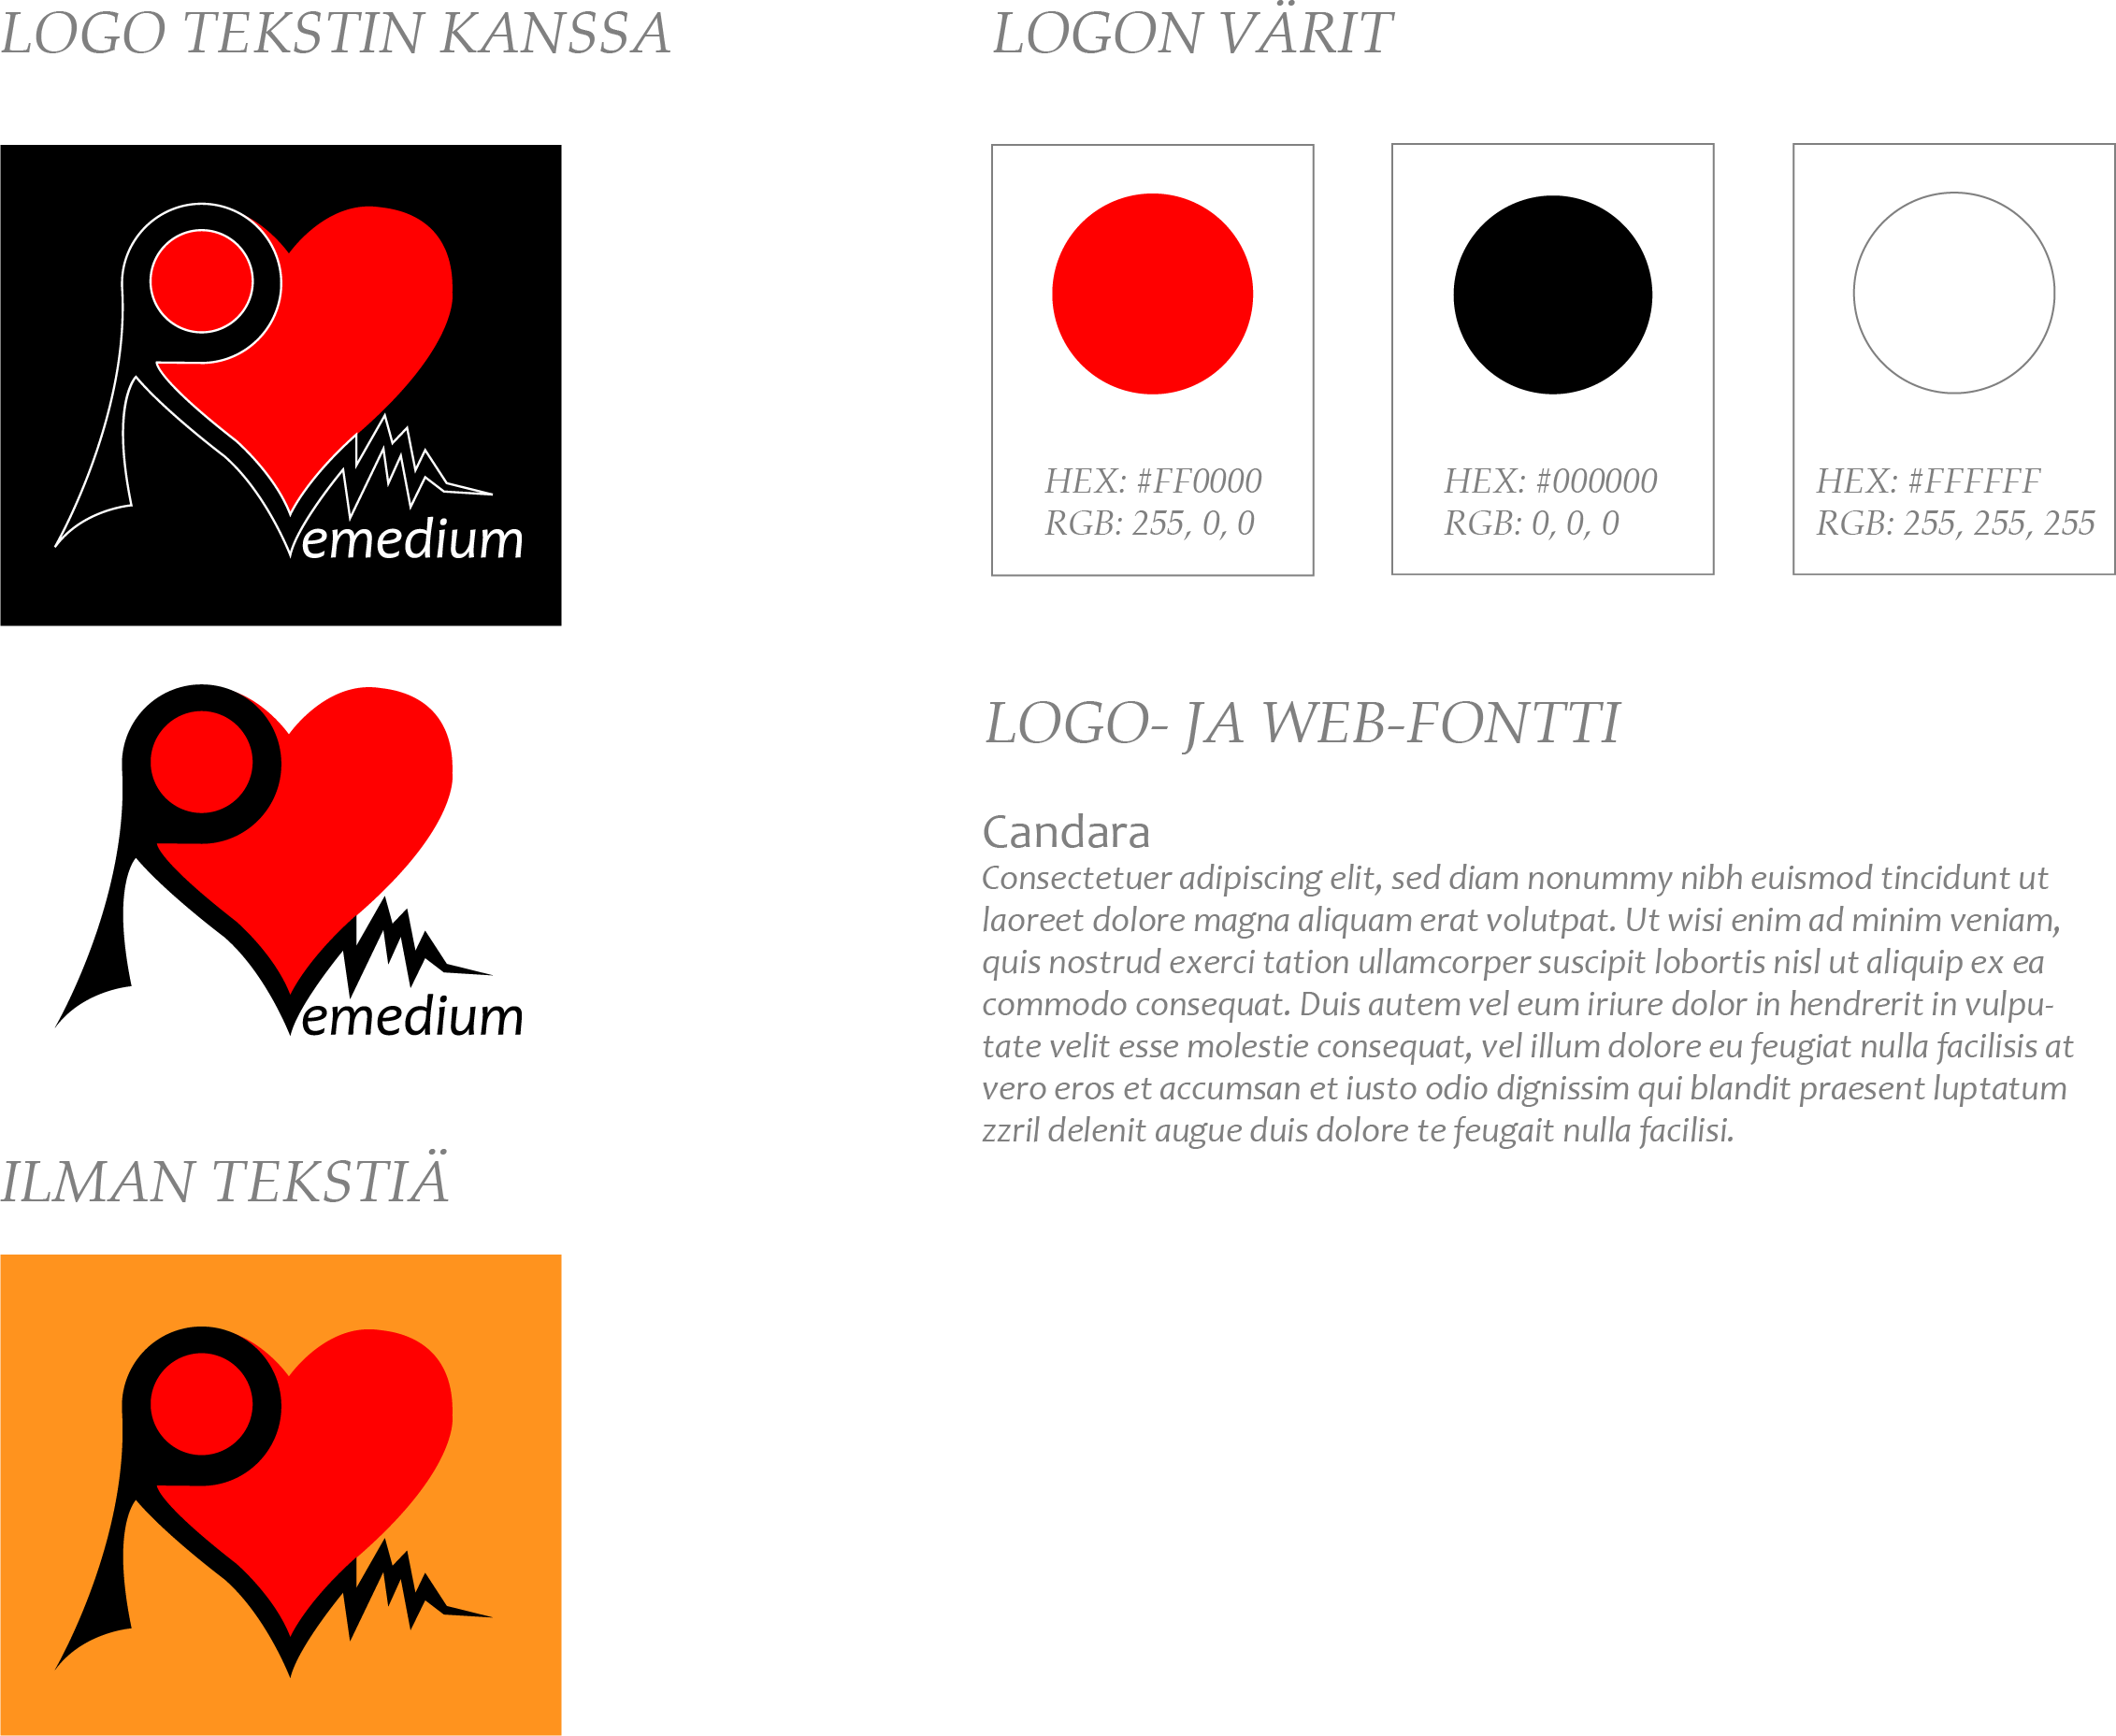 LOGO TEKSTIN KANSSA
emedium
emedium
ILMAN TEKSTIÄ
LOGON VÄRIT
HEX: #FF0000
RGB: 255, 0, 0
HEX: #000000
RGB: 0, 0, 0
HEX: #FFFFFF
RGB: 255, 255, 255
LOGO- JA WEB-FONTTI
Candara
Consectetuer adipiscing elit, sed diam nonummy nibh euismod tincidunt ut
laoreet dolore magna aliquam erat volutpat. Ut wisi enim ad minim veniam,
quis nostrud exerci tation ullamcorper suscipit lobortis nisl ut aliquip ex ea
commodo consequat. Duis autem vel eum iriure dolor in hendrerit in vulpu-
tate velit esse molestie consequat, vel illum dolore eu feugiat nulla facilisis at
vero eros et accumsan et iusto odio dignissim qui blandit praesent luptatum
zzril delenit augue duis dolore te feugait nulla facilisi.